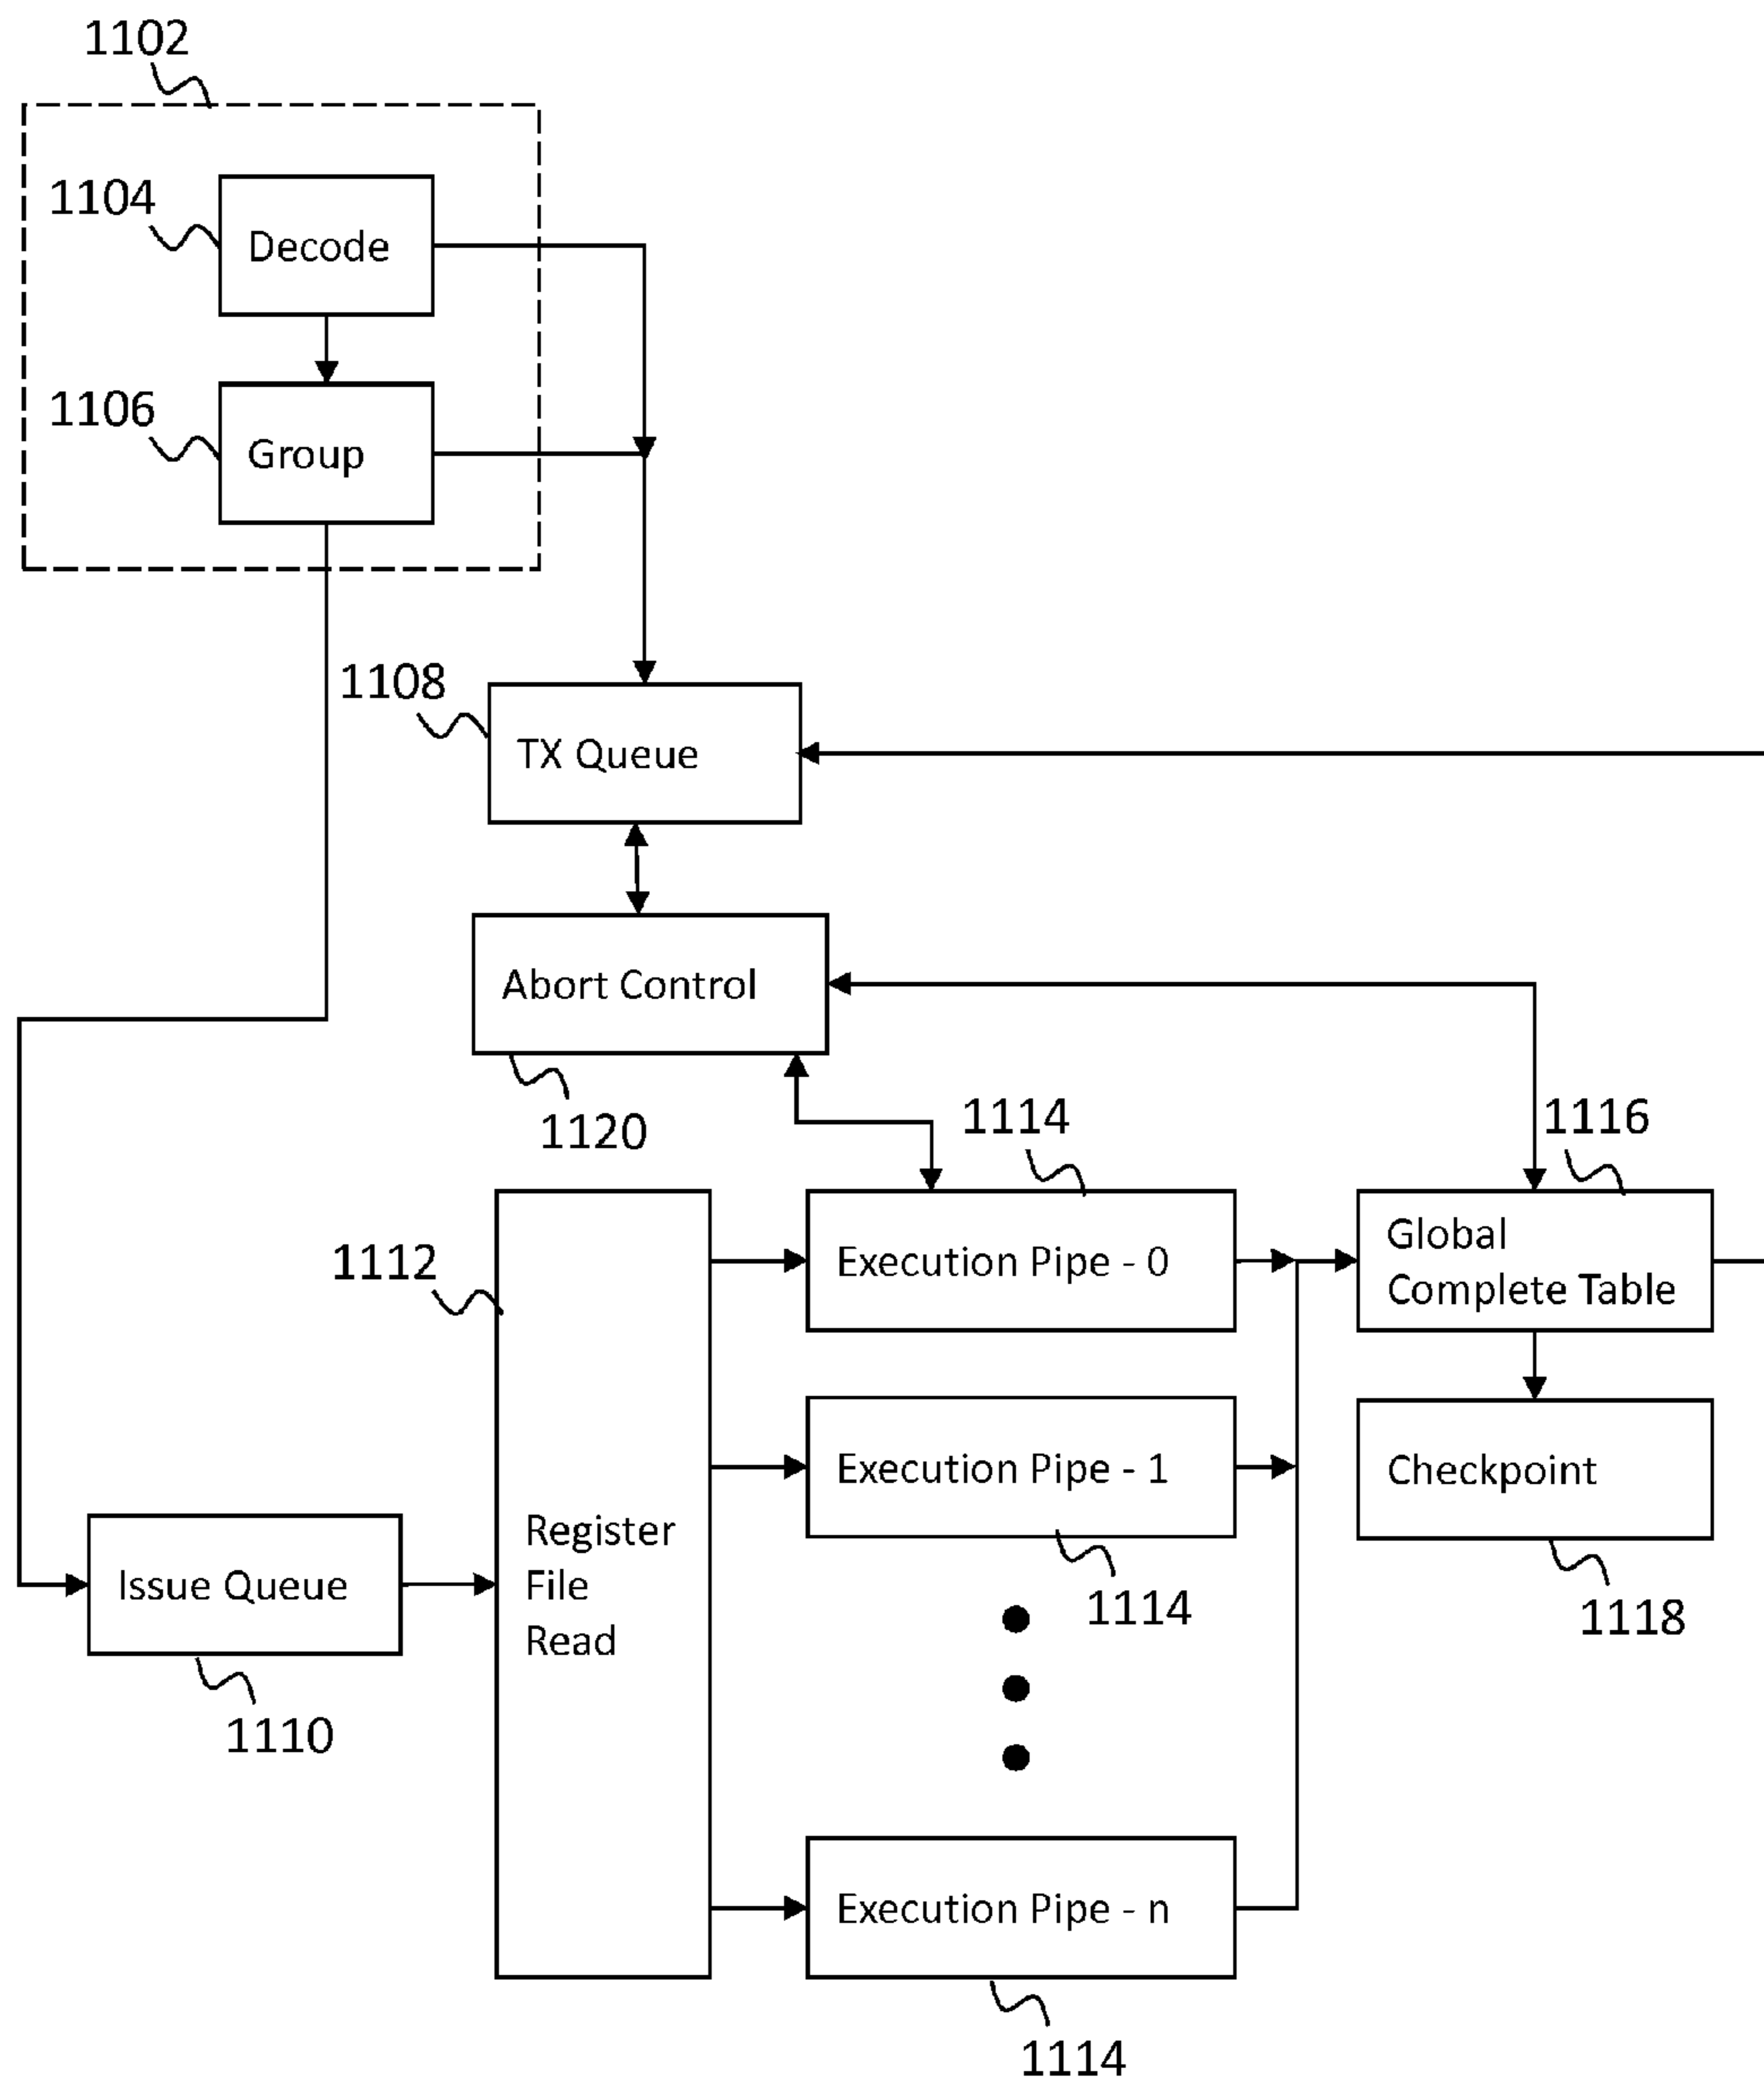 1102
1104
Decode
1106
Group
1108
TX Queue
Abort Control
1120
1114
1116
1112
Execution Pipe - 0
Global
Complete Table
Execution Pipe - 1
Checkpoint
Register
File
Read
Issue Queue
1114
1118
1110
Execution Pipe - n
1114